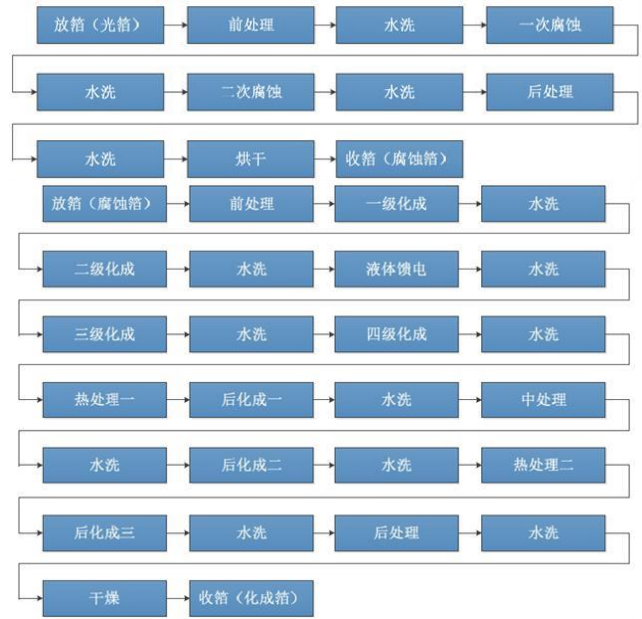 放箔（光箔）
前处理
水洗
一次腐蚀
水洗
二次腐蚀
水洗
后处理
水洗
烘干
收箔（腐蚀箔）
放箔（腐蚀箔）
前处理
一级化成
水洗
二级化成
水洗
液体馈电
水洗
三级化成
水洗
四级化成
水洗
热处理一
后化成一
水洗
中处理
水洗
后化成二
水洗
热处理二
后化成三
水洗
后处理
水洗
干燥
收箔（化成箔）